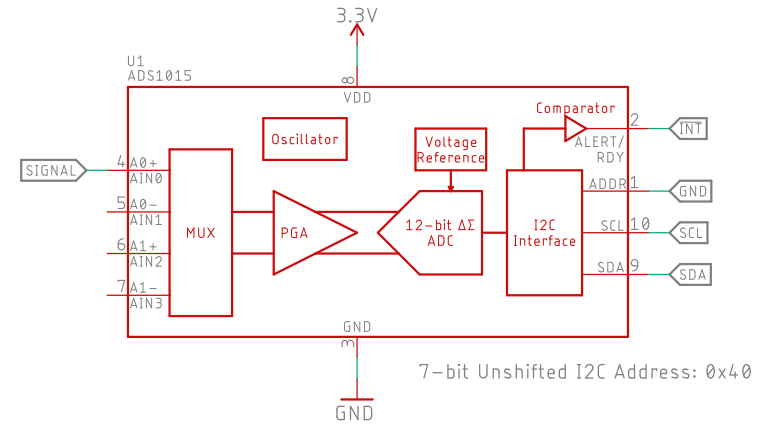 3.3V
U1
ADS1015
8
VDD
Comparator
2
INT
Oscillator
Voltage
Reference
ALERT/
RDY
4
A0+
SIGNAL
AIN0
ADDR
1
GND
5
A0-
AIN1
MUX
PGA
12-bit ΔΣ
ADC
I2C
Interface
SCL
10
SCL
6
A1+
AIN2
SDA
9
SDA
7
A1-
AIN3
GND
3
7-bit Unshifted I2C Address: 0x40
GND